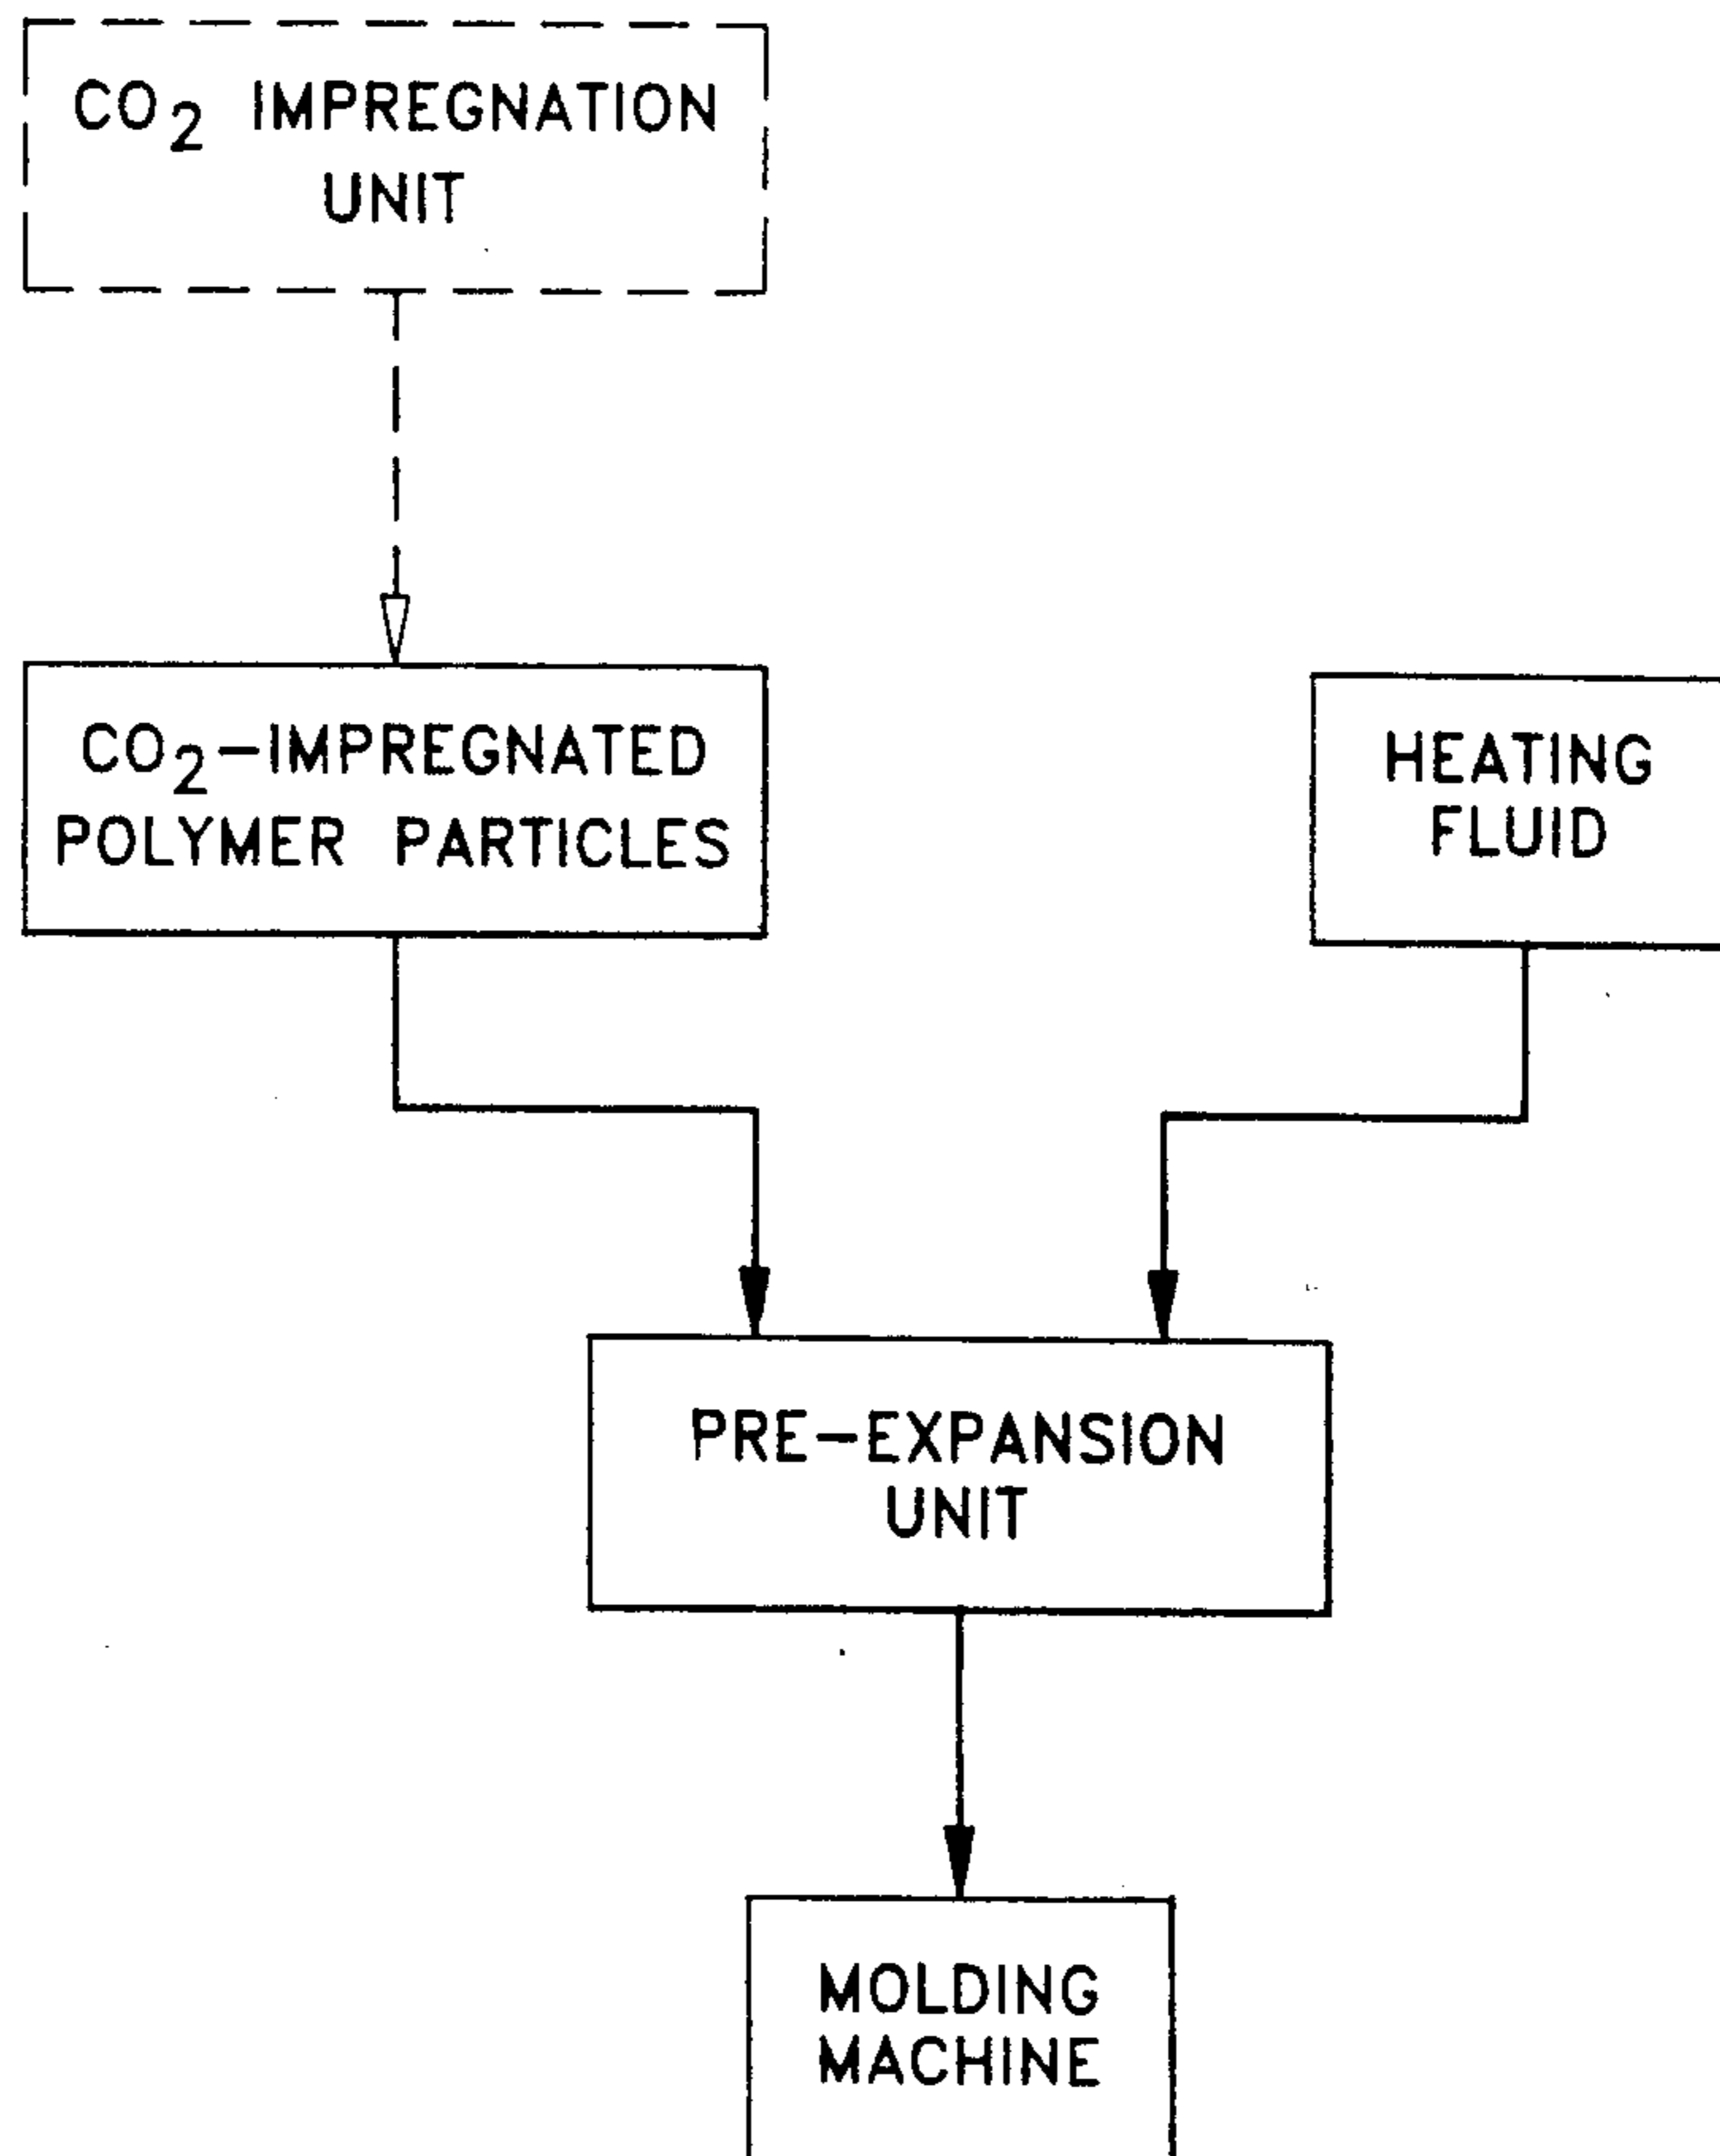 CO₂ IMPREGNATION
UNIT
CO₂-IMPREGNATED
POLYMER PARTICLES
HEATING
FLUID
PRE-EXPANSION
UNIT
MOLDING
MACHINE